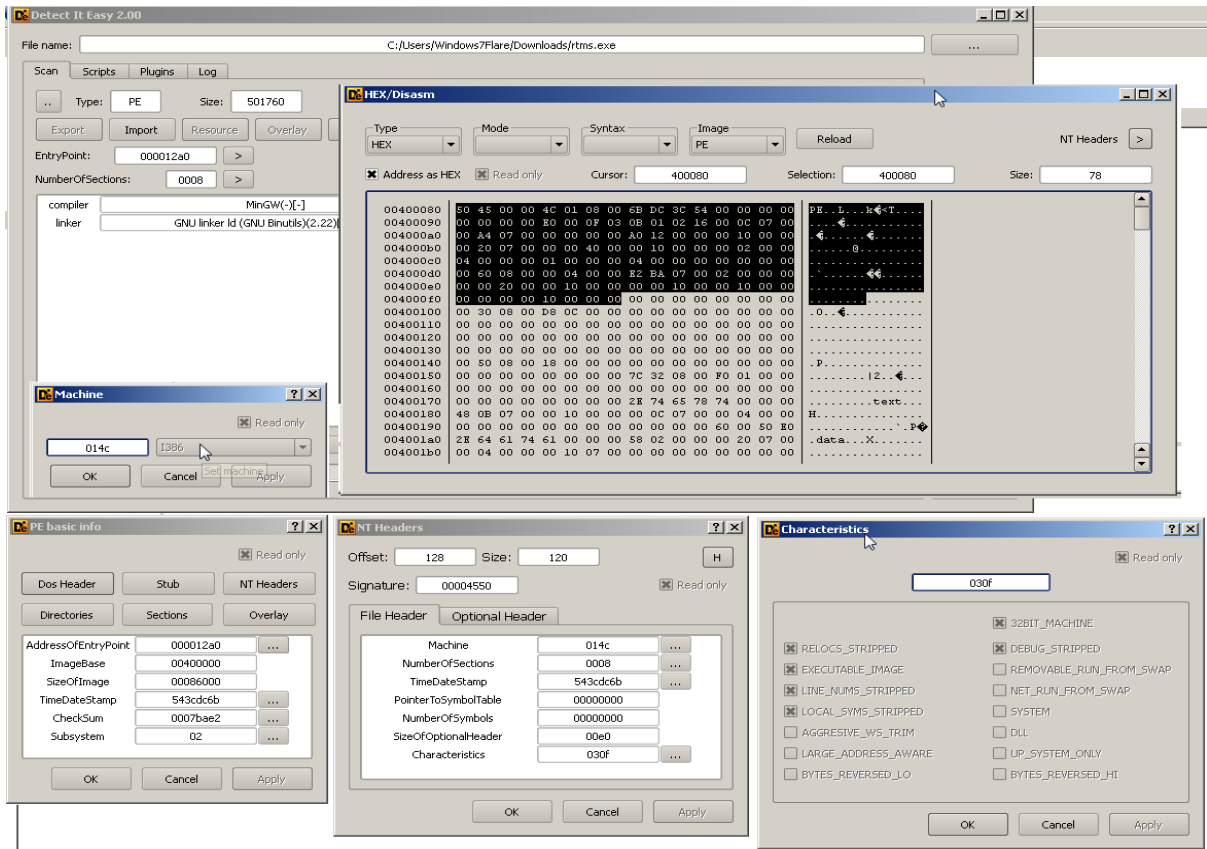 Detect It Easy 2.00
File name: C:/Users/Windows7Flare/Downloads/rtms.exe ...
Scan Scripts Plugins Log
.. Type: PE Size: 501760
Export Import Resource Overlay
EntryPoint: 000012a0 >
NumberOfSections: 0008 >
compiler MinGW(-)[-]
linker GNU linker ld (GNU Binutils)(2.22)
HEX/Disasm
Type Mode Syntax Image
HEX PE Reload NT Headers >
Address as HEX Read only Cursor: 400080 Selection: 400080 Size: 78
00400080 50 45 00 00 4C 01 08 00 6B DC 3C 54 00 00 00 00 PE..L...k�<T....
00400090 00 00 00 00 E0 00 0F 03 0B 01 02 16 00 0C 07 00 ....�...........
004000a0 00 A4 07 00 00 00 00 00 A0 12 00 00 00 10 00 00 .�......�.......
004000b0 00 20 07 00 00 00 40 00 00 10 00 00 00 02 00 00 . ....@.........
004000c0 04 00 00 00 01 00 00 00 04 00 00 00 00 00 00 00 ................
004000d0 00 60 08 00 00 04 00 00 E2 BA 07 00 02 00 00 00 .`......��......
004000e0 00 00 20 00 00 10 00 00 00 00 10 00 00 10 00 00 .. .............
004000f0 00 00 00 00 10 00 00 00 00 00 00 00 00 00 00 00 ................
00400100 00 30 08 00 D8 0C 00 00 00 00 00 00 00 00 00 00 .0..�...........
00400110 00 00 00 00 00 00 00 00 00 00 00 00 00 00 00 00 ................
00400120 00 00 00 00 00 00 00 00 00 00 00 00 00 00 00 00 ................
00400130 00 00 00 00 00 00 00 00 00 00 00 00 00 00 00 00 ................
00400140 00 50 08 00 18 00 00 00 00 00 00 00 00 00 00 00 .P..............
00400150 00 00 00 00 00 00 00 00 7C 32 08 00 F0 01 00 00 ........|2..�...
00400160 00 00 00 00 00 00 00 00 00 00 00 00 00 00 00 00 ................
00400170 00 00 00 00 00 00 00 00 2E 74 65 78 74 00 00 00 .........text...
00400180 48 0B 07 00 00 10 00 00 00 0C 07 00 00 04 00 00 H...............
00400190 00 00 00 00 00 00 00 00 00 00 00 00 60 00 50 E0 ............`.P�
004001a0 2E 64 61 74 61 00 00 00 58 02 00 00 00 20 07 00 .data...X.... ..
004001b0 00 04 00 00 00 10 07 00 00 00 00 00 00 00 00 00 ................
Machine
Read only
014c I386
OK Cancel Apply
Set machine
PE basic info
Read only
Dos Header Stub NT Headers
Directories Sections Overlay
AddressOfEntryPoint 000012a0 ...
ImageBase 00400000
SizeOfImage 00086000
TimeDateStamp 543cdc6b ...
CheckSum 0007bae2 ...
Subsystem 02 ...
OK Cancel Apply
NT Headers
Offset: 128 Size: 120 H
Signature: 00004550 Read only
File Header Optional Header
Machine 014c ...
NumberOfSections 0008 ...
TimeDateStamp 543cdc6b ...
PointerToSymbolTable 00000000
NumberOfSymbols 00000000
SizeOfOptionalHeader 00e0
Characteristics 030f ...
OK Cancel Apply
Characteristics
Read only
030f
32BIT_MACHINE
RELOCS_STRIPPED DEBUG_STRIPPED
EXECUTABLE_IMAGE REMOVABLE_RUN_FROM_SWAP
LINE_NUMS_STRIPPED NET_RUN_FROM_SWAP
LOCAL_SYMS_STRIPPED SYSTEM
AGGRESIVE_WS_TRIM DLL
LARGE_ADDRESS_AWARE UP_SYSTEM_ONLY
BYTES_REVERSED_LO BYTES_REVERSED_HI
OK Cancel Apply